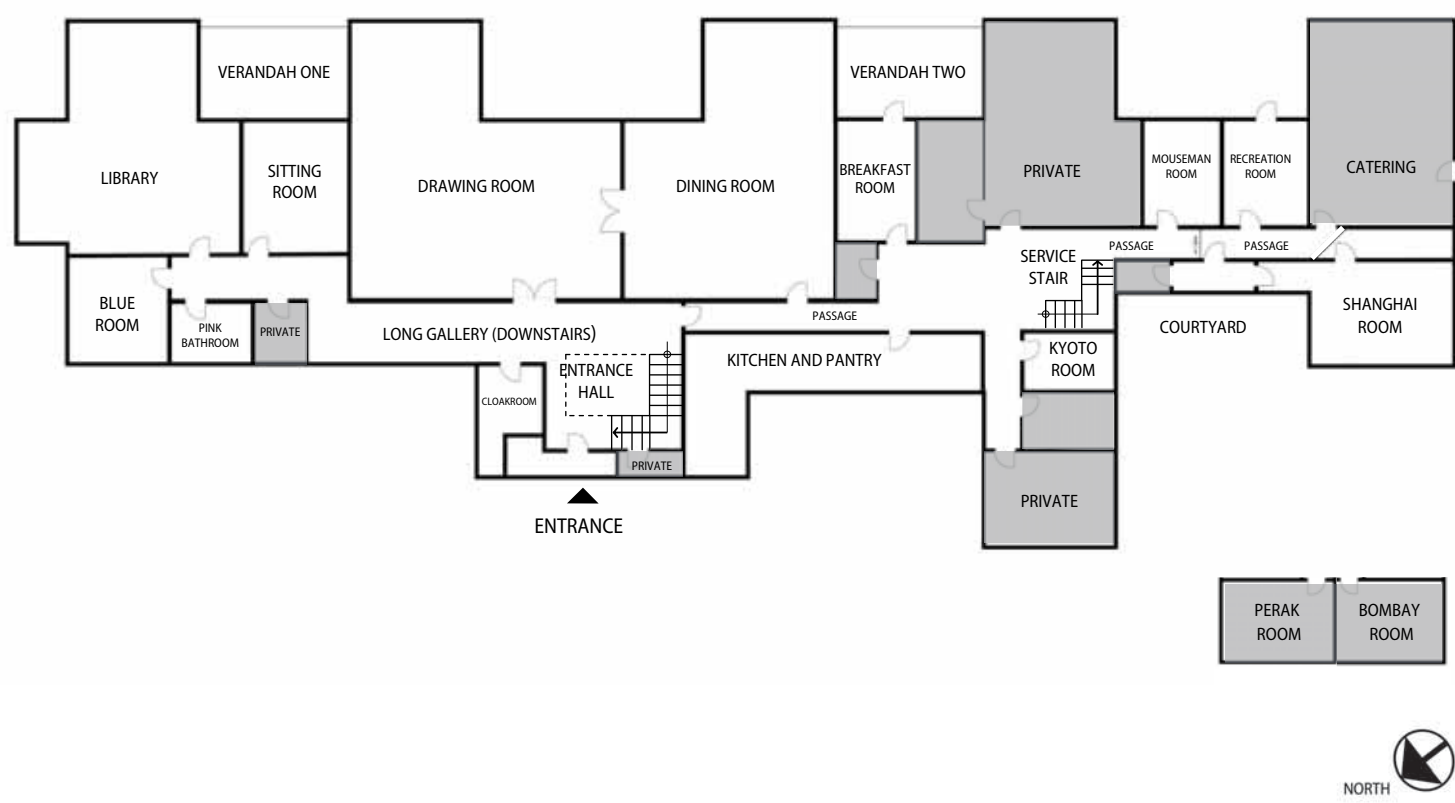 VERANDAH ONE
VERANDAH TWO
LIBRARY
SITTING
ROOM
DRAWING ROOM
DINING ROOM
BREAKFAST
ROOM
PRIVATE
MOUSEMAN
ROOM
RECREATION
ROOM
CATERING
PASSAGE
PASSAGE
SERVICE
STAIR
BLUE
ROOM
PINK
BATHROOM
PRIVATE
LONG GALLERY (DOWNSTAIRS)
PASSAGE
COURTYARD
SHANGHAI
ROOM
KITCHEN AND PANTRY
KYOTO
ROOM
ENTRANCE
HALL
CLOAKROOM
PRIVATE
PRIVATE
ENTRANCE
PERAK
ROOM
BOMBAY
ROOM
NORTH